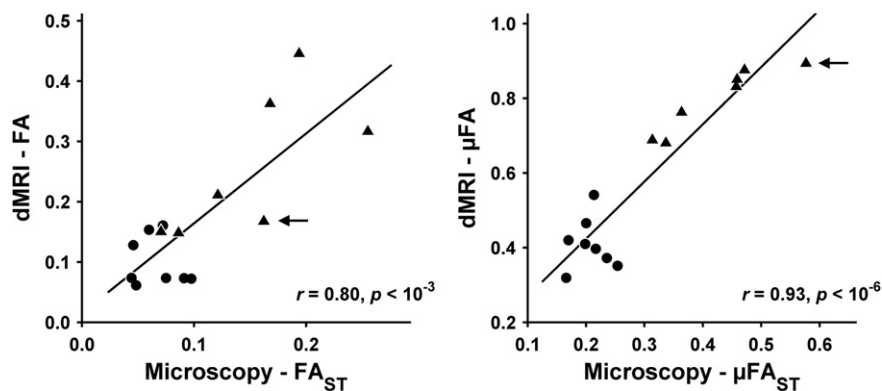 0.5
0.4
0.3
0.2
0.1
0.0
dMRI - FA
0.0 0.1 0.2
Microscopy - FA_ST
r = 0.80, p < 10^-3
1.0
0.8
0.6
0.4
0.2
dMRI - µFA
0.1 0.2 0.3 0.4 0.5 0.6
Microscopy - µFA_ST
r = 0.93, p < 10^-6